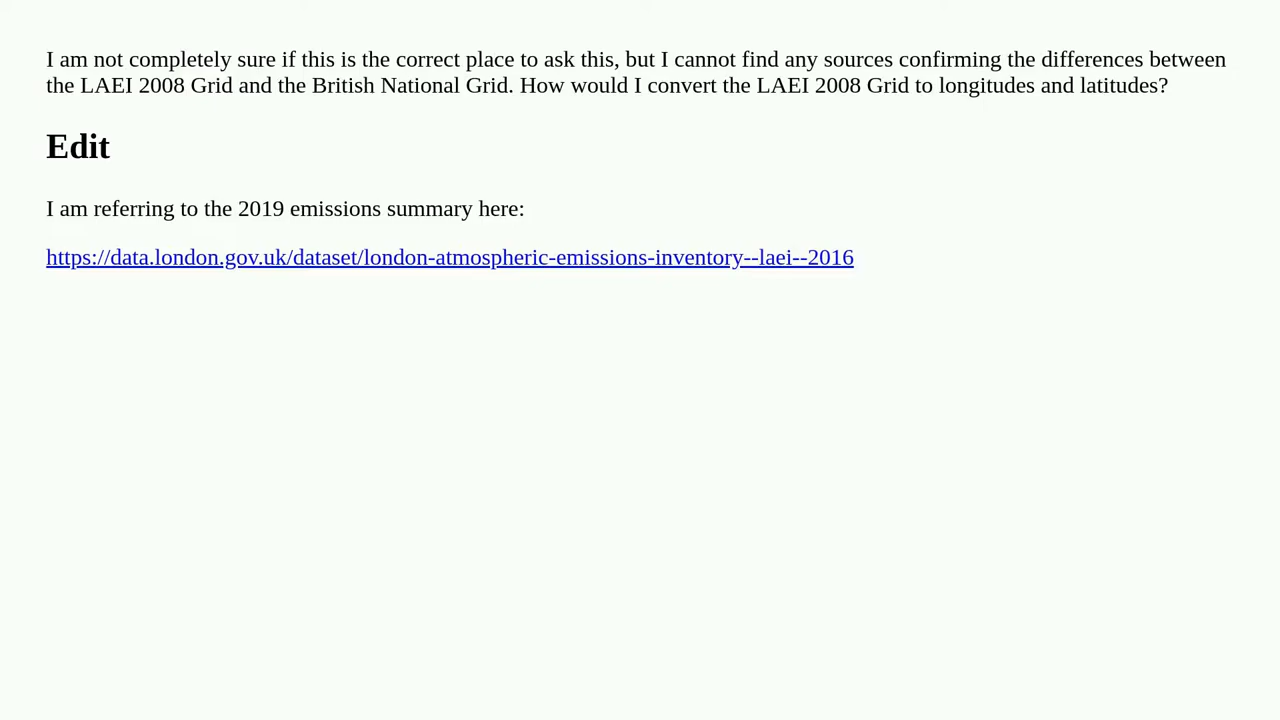 I am not completely sure if this is the correct place to ask this, but I cannot find any sources confirming the differences between
the LAEI 2008 Grid and the British National Grid. How would I convert the LAEI 2008 Grid to longitudes and latitudes?
Edit
I am referring to the 2019 emissions summary here:
https://data.london.gov.uk/dataset/london-atmospheric-emissions-inventory--laei--2016